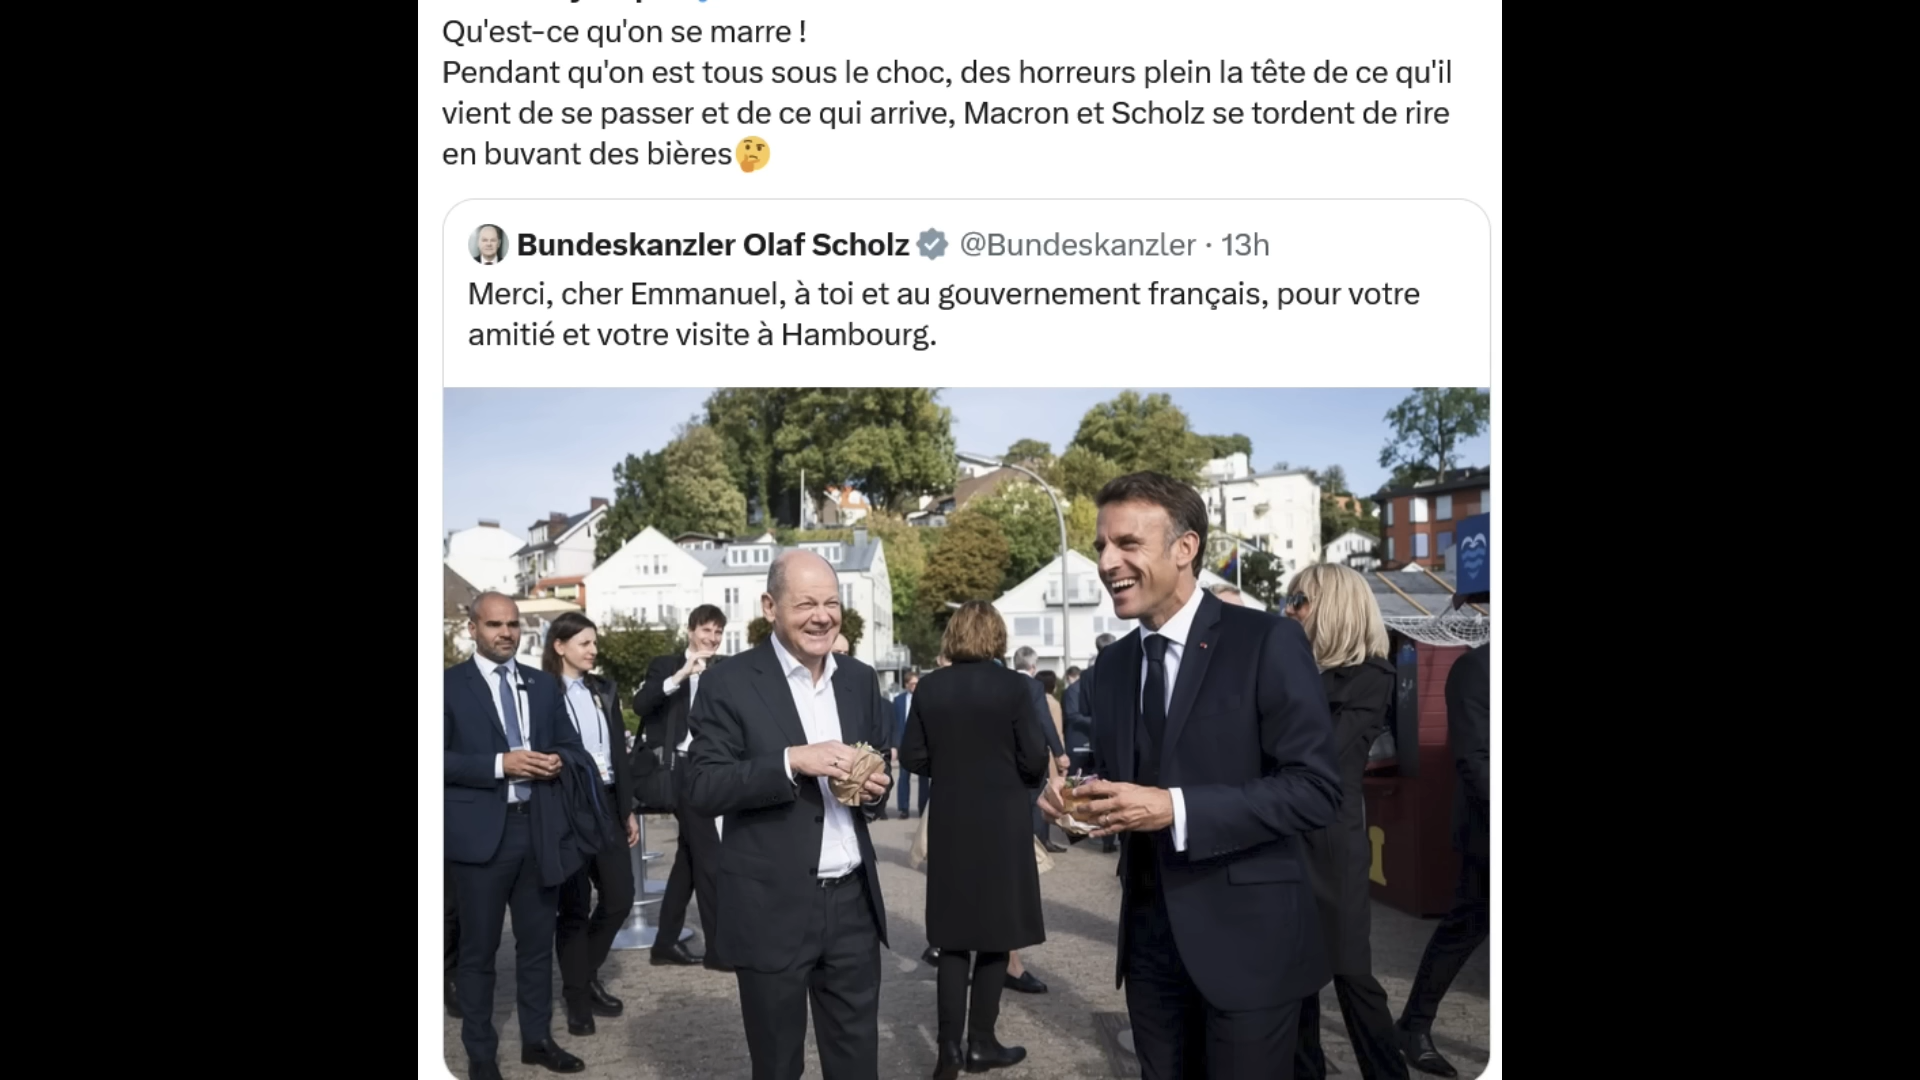 Qu'est-ce qu'on se marre !
Pendant qu'on est tous sous le choc, des horreurs plein la tête de ce qu'il
vient de se passer et de ce qui arrive, Macron et Scholz se tordent de rire
en buvant des bières🤔
Bundeskanzler Olaf Scholz @Bundeskanzler · 13h
Merci, cher Emmanuel, à toi et au gouvernement français, pour votre
amitié et votre visite à Hambourg.